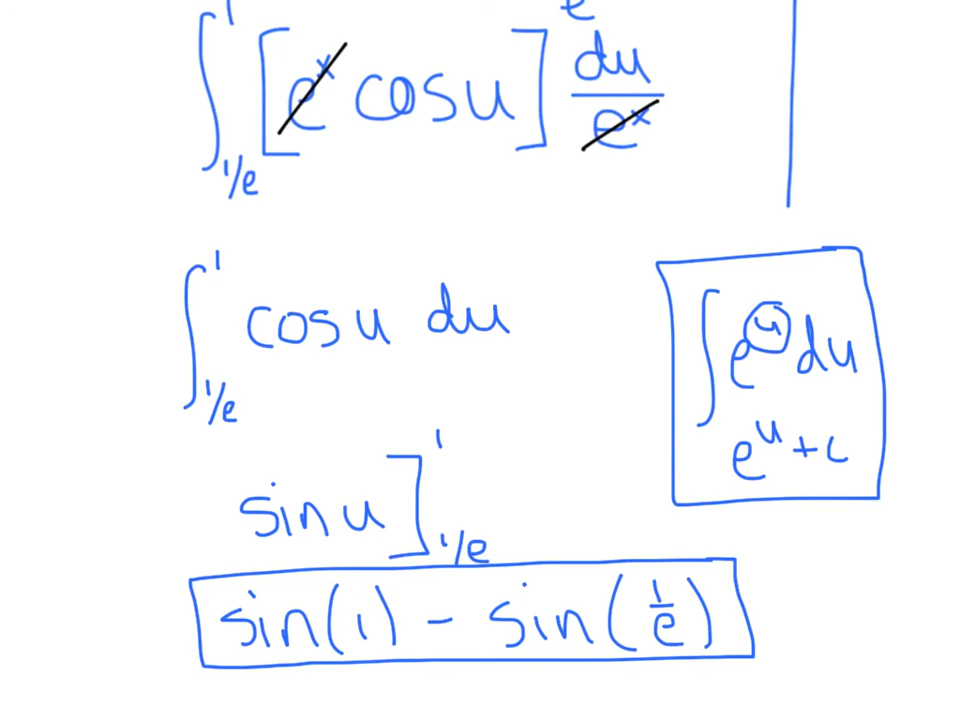 e
∫_{1/e}^{1} [e^x cos u] du/e^x
∫_{1/e}^{1} cos u du
sin u]_{1/e}^{1}
sin(1) - sin(1/e)
∫ e^u du
e^u + c